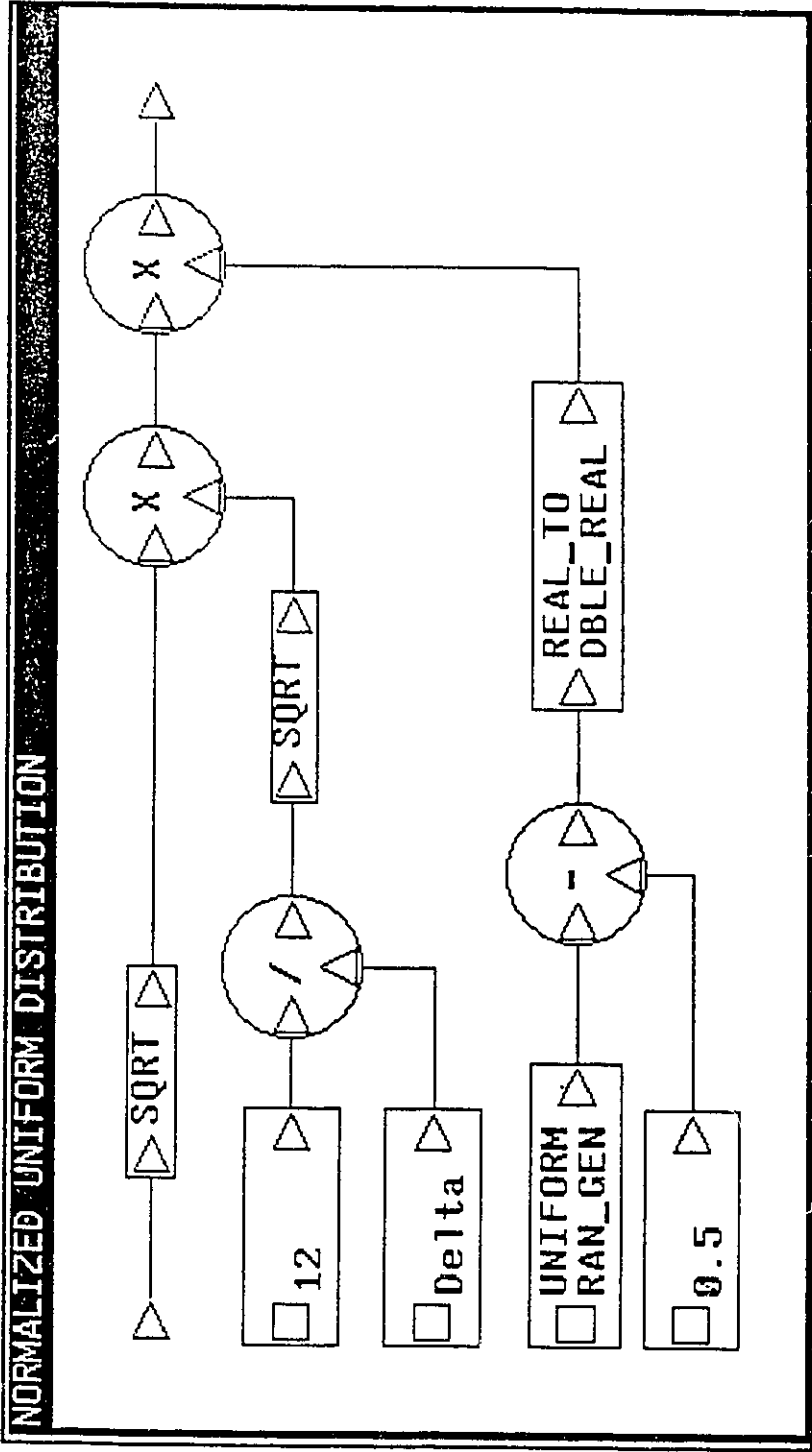 NORMALIZED UNIFORM DISTRIBUTION
SQRT
X
X
12
/
SQRT
Delta
UNIFORM
RAN_GEN
-
REAL_TO
DBLE_REAL
0.5